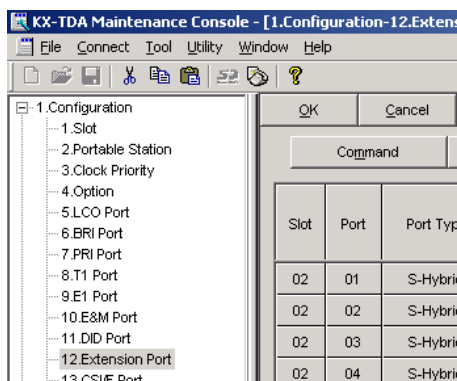 KX-TDA Maintenance Console - [1.Configuration-12.Extens
File Connect Tool Utility Window Help
1.Configuration
1.Slot
2.Portable Station
3.Clock Priority
4.Option
5.LCO Port
6.BRI Port
7.PRI Port
8.T1 Port
9.E1 Port
10.E&M Port
11.DID Port
12.Extension Port
13.CSI/F Port
OK Cancel
Command
Slot Port Port Typ
02 01 S-Hybri
02 02 S-Hybri
02 03 S-Hybri
02 04 S-Hybri